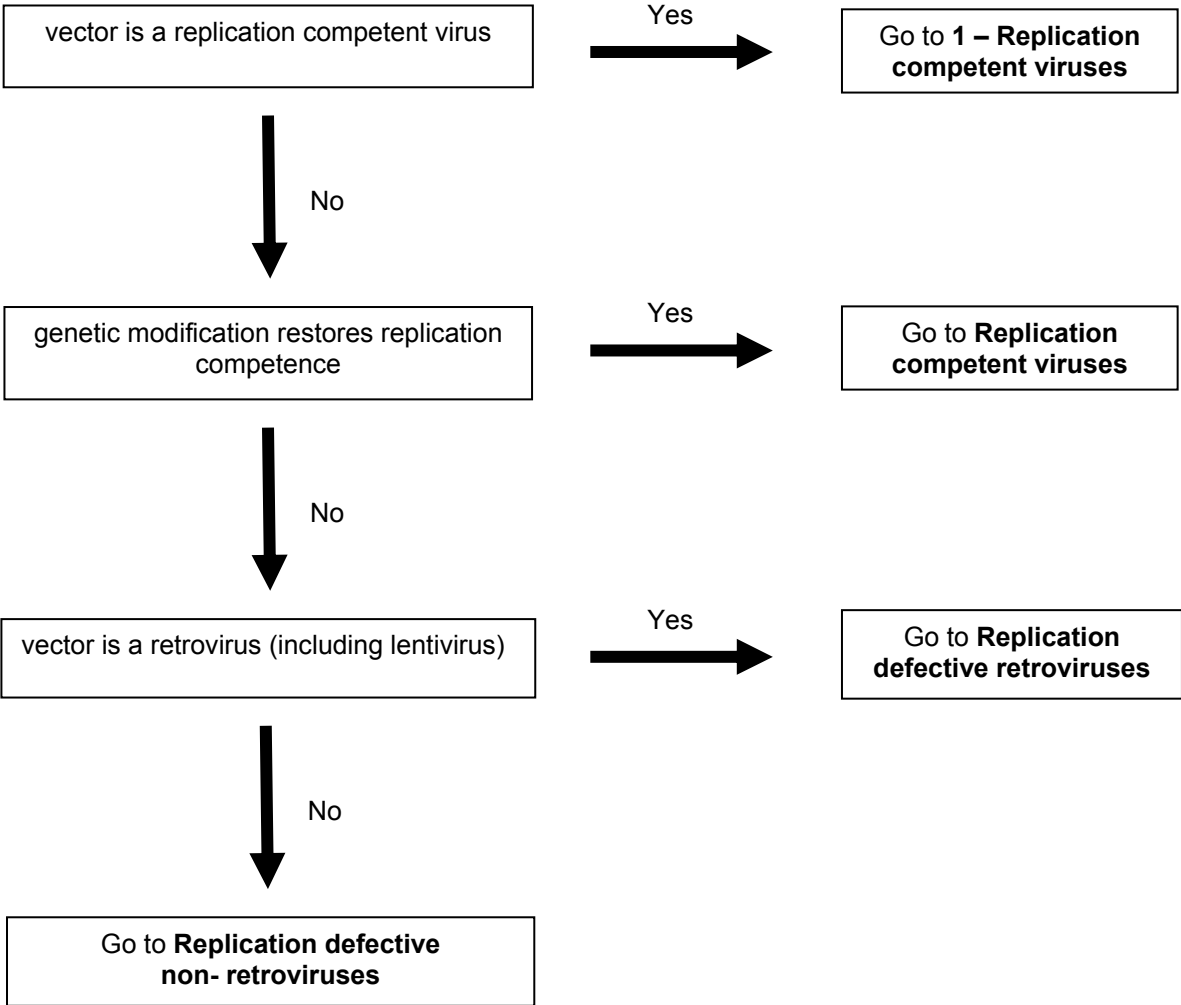 vector is a replication competent virus
Yes
Go to 1 – Replication
competent viruses
No
genetic modification restores replication
competence
Yes
Go to Replication
competent viruses
No
vector is a retrovirus (including lentivirus)
Yes
Go to Replication
defective retroviruses
No
Go to Replication defective
non- retroviruses